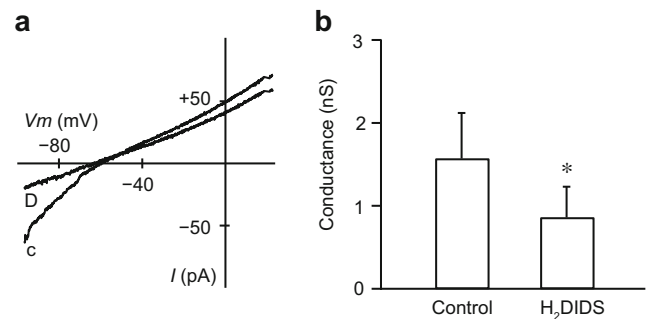 a
Vm (mV)
+50
−80
−40
D
−50
c
I (pA)
b
Conductance (nS)
3
2
1
0
*
Control
H₂DIDS